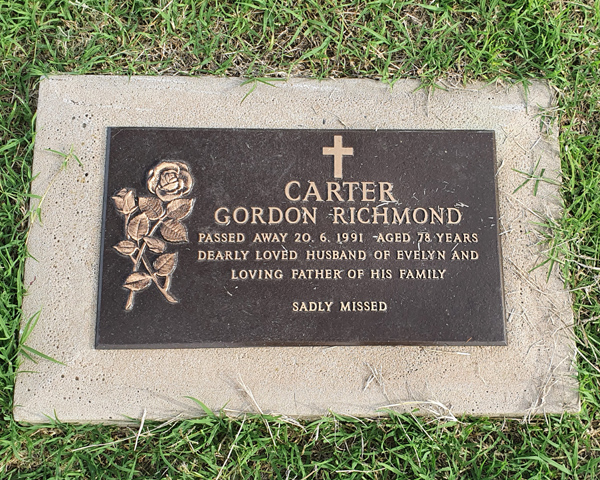 CARTER
GORDON RICHMOND
PASSED AWAY 20. 6. 1991 AGED 78 YEARS
DEARLY LOVED HUSBAND OF EVELYN AND
LOVING FATHER OF HIS FAMILY
SADLY MISSED